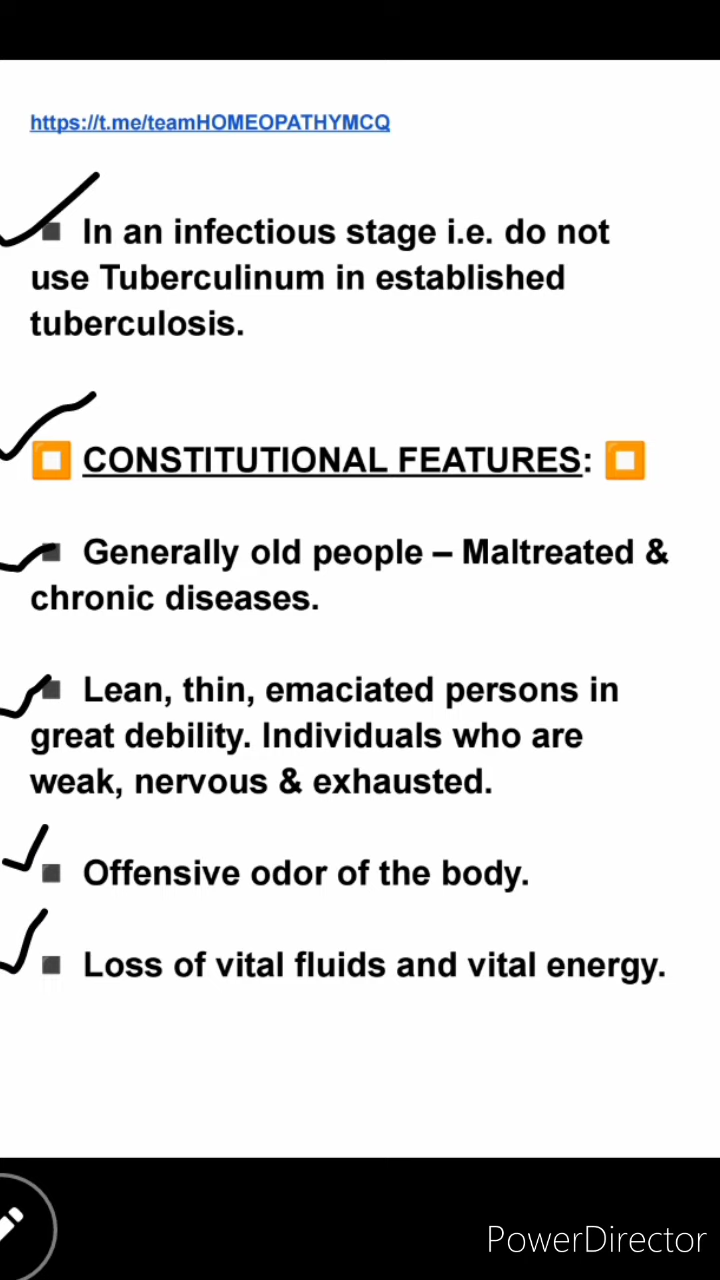 https://t.me/teamHOMEOPATHYMCQ
◾ In an infectious stage i.e. do not
use Tuberculinum in established
tuberculosis.
🔲 CONSTITUTIONAL FEATURES: 🔲
◾ Generally old people – Maltreated &
chronic diseases.
◾ Lean, thin, emaciated persons in
great debility. Individuals who are
weak, nervous & exhausted.
◾ Offensive odor of the body.
◾ Loss of vital fluids and vital energy.
PowerDirector